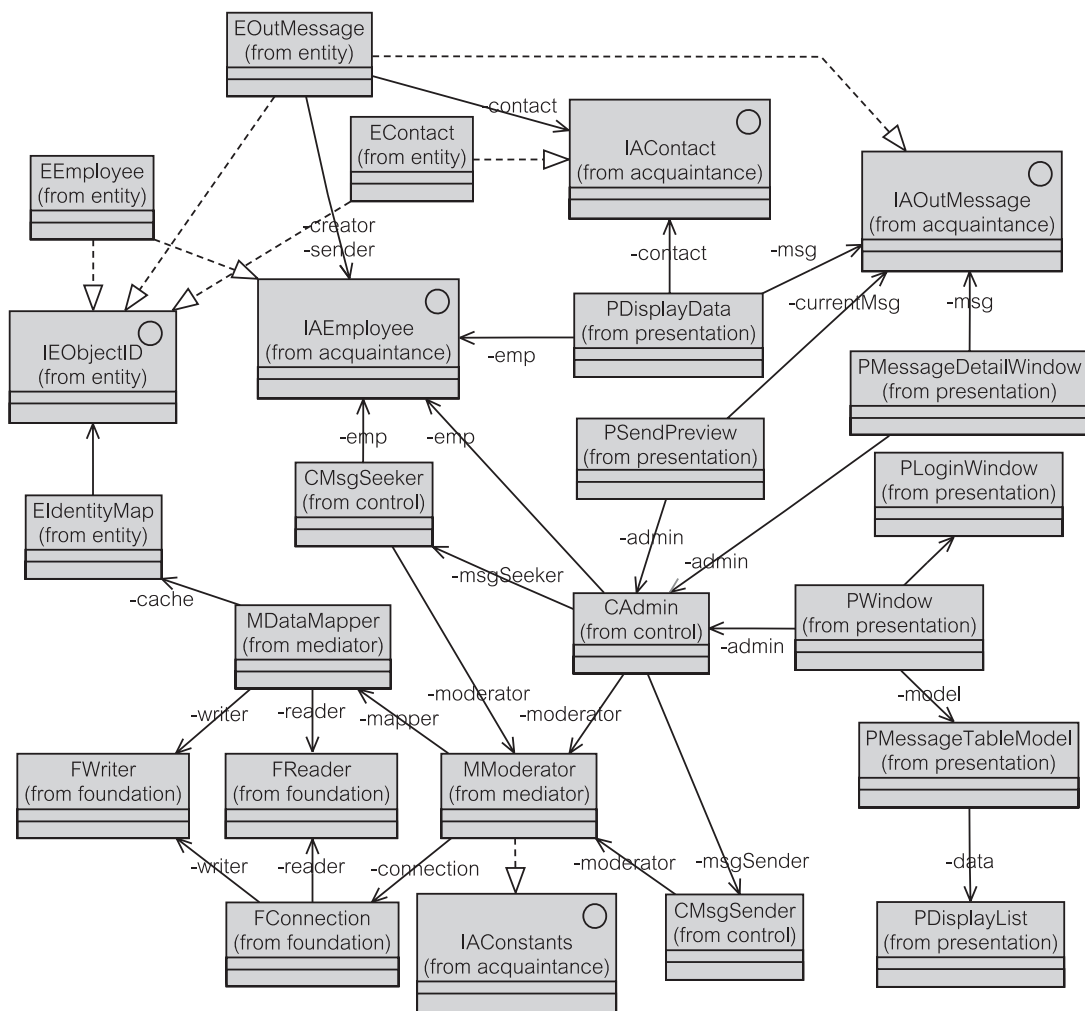 EOutMessage
(from entity)
-contact
EContact
(from entity)
IAContact
(from acquaintance)
EEmployee
(from entity)
IAOutMessage
(from acquaintance)
-creator
-sender
-contact
-msg
-currentMsg
-msg
IEObjectID
(from entity)
IAEmployee
(from acquaintance)
PDisplayData
(from presentation)
-emp
PMessageDetailWindow
(from presentation)
-emp
-emp
PSendPreview
(from presentation)
PLoginWindow
(from presentation)
CMsgSeeker
(from control)
EIdentityMap
(from entity)
-admin
-admin
-msgSeeker
-cache
MDataMapper
(from mediator)
CAdmin
(from control)
PWindow
(from presentation)
-admin
-writer
-reader
-mapper
-moderator
-moderator
-model
FWriter
(from foundation)
FReader
(from foundation)
MModerator
(from mediator)
PMessageTableModel
(from presentation)
-writer
-reader
-connection
-moderator
-msgSender
-data
FConnection
(from foundation)
IAConstants
(from acquaintance)
CMsgSender
(from control)
PDisplayList
(from presentation)